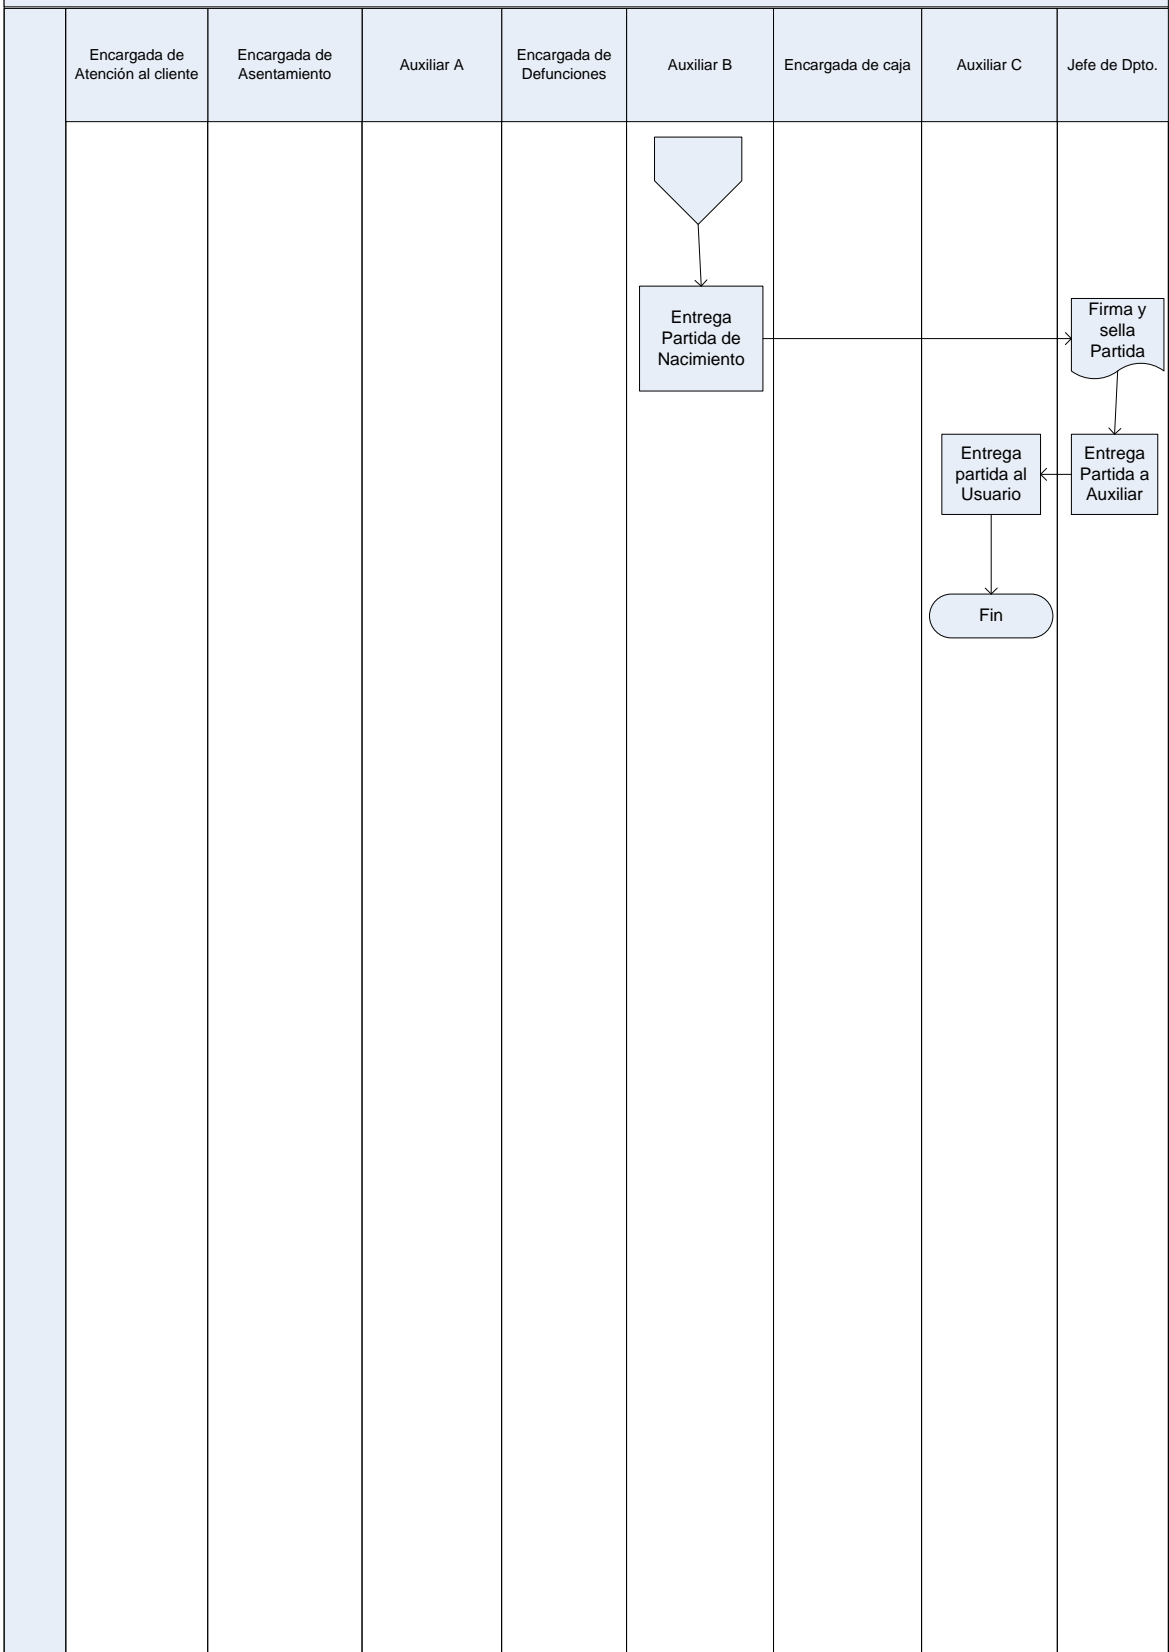 Encargada de
Atención al cliente
Encargada de
Asentamiento
Auxiliar A
Encargada de
Defunciones
Auxiliar B
Encargada de caja
Auxiliar C
Jefe de Dpto.
Entrega
Partida de
Nacimiento
Firma y
sella
Partida
Entrega
partida al
Usuario
Entrega
Partida a
Auxiliar
Fin